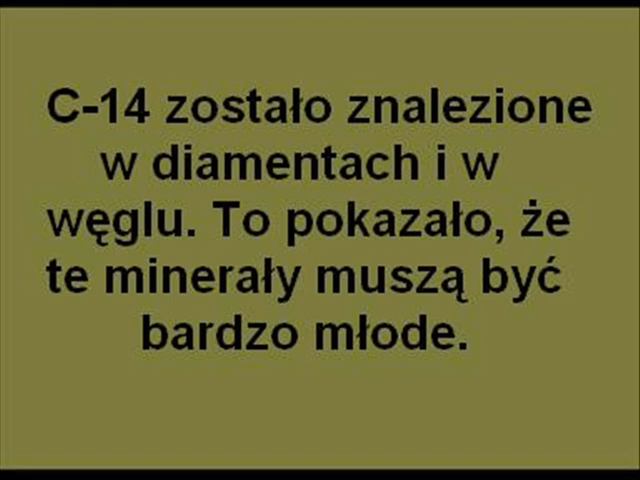 C-14 zostało znalezione
w diamentach i w
węglu. To pokazało, że
te minerały muszą być
bardzo młode.